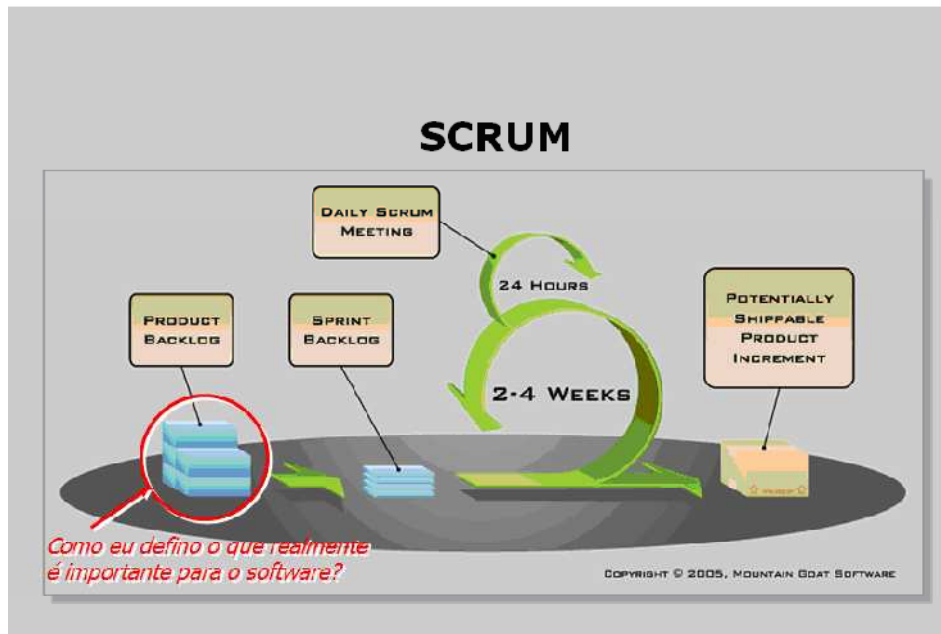 SCRUM
DAILY SCRUM
MEETING
24 HOURS
PRODUCT
BACKLOG
SPRINT
BACKLOG
POTENTIALLY
SHIPPABLE
PRODUCT
INCREMENT
2-4 WEEKS
Como eu defino o que realmente
é importante para o software?
COPYRIGHT © 2005, MOUNTAIN GOAT SOFTWARE